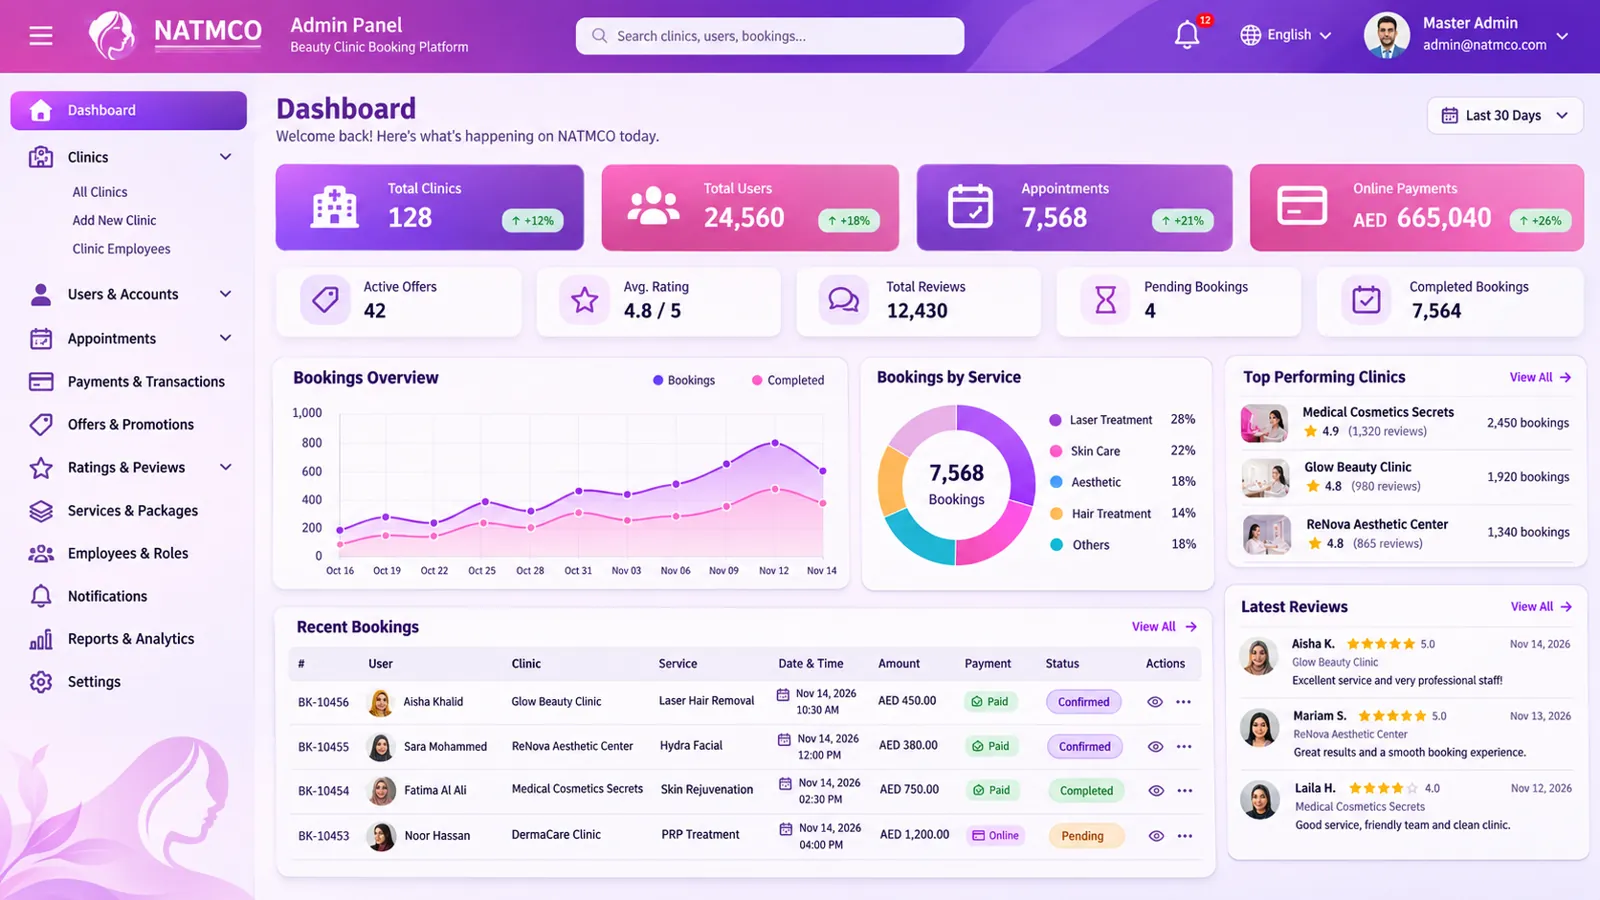 NATMCO
Admin Panel
Beauty Clinic Booking Platform
Search clinics, users, bookings...
12
English
Master Admin
admin@natmco.com
Dashboard
Clinics
All Clinics
Add New Clinic
Clinic Employees
Users & Accounts
Appointments
Payments & Transactions
Offers & Promotions
Ratings & Peviews
Services & Packages
Employees & Roles
Notifications
Reports & Analytics
Settings
Dashboard
Welcome back! Here's what's happening on NATMCO today.
Last 30 Days
Total Clinics
128
↑ +12%
Total Users
24,560
↑ +18%
Appointments
7,568
↑ +21%
Online Payments
AED 665,040
↑ +26%
Active Offers
42
Avg. Rating
4.8 / 5
Total Reviews
12,430
Pending Bookings
4
Completed Bookings
7,564
Bookings Overview
Bookings
Completed
1,000
800
600
400
200
0
Oct 16 Oct 19 Oct 22 Oct 25 Oct 28 Oct 31 Nov 03 Nov 06 Nov 09 Nov 12 Nov 14
Bookings by Service
7,568
Bookings
Laser Treatment 28%
Skin Care 22%
Aesthetic 18%
Hair Treatment 14%
Others 18%
Top Performing Clinics
View All →
Medical Cosmetics Secrets
4.9 (1,320 reviews)
2,450 bookings
Glow Beauty Clinic
4.8 (980 reviews)
1,920 bookings
ReNova Aesthetic Center
4.8 (865 reviews)
1,340 bookings
Recent Bookings
View All →
# User Clinic Service Date & Time Amount Payment Status Actions
BK-10456 Aisha Khalid Glow Beauty Clinic Laser Hair Removal Nov 14, 2026 10:30 AM AED 450.00 Paid Confirmed
BK-10455 Sara Mohammed ReNova Aesthetic Center Hydra Facial Nov 14, 2026 12:00 PM AED 380.00 Paid Confirmed
BK-10454 Fatima Al Ali Medical Cosmetics Secrets Skin Rejuvenation Nov 14, 2026 02:30 PM AED 750.00 Paid Completed
BK-10453 Noor Hassan DermaCare Clinic PRP Treatment Nov 14, 2026 04:00 PM AED 1,200.00 Online Pending
Latest Reviews
View All →
Aisha K. 5.0 Nov 14, 2026
Glow Beauty Clinic
Excellent service and very professional staff!
Mariam S. 5.0 Nov 13, 2026
ReNova Aesthetic Center
Great results and a smooth booking experience.
Laila H. 4.0 Nov 12, 2026
Medical Cosmetics Secrets
Good service, friendly team and clean clinic.